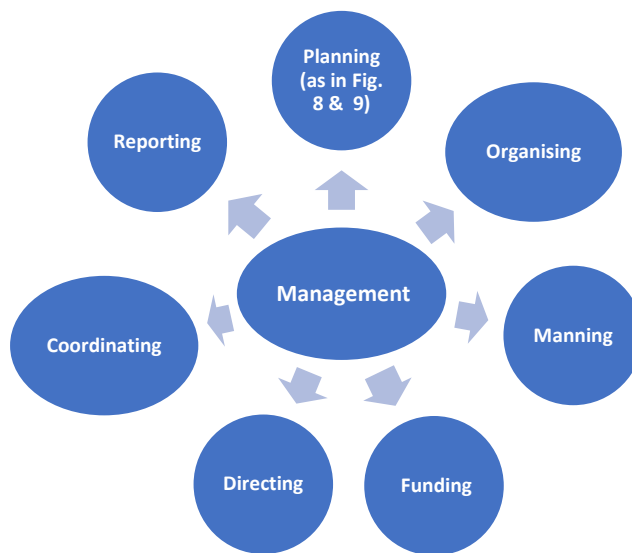 Planning
(as in Fig.
8 & 9)
Organising
Reporting
Management
Manning
Coordinating
Directing
Funding